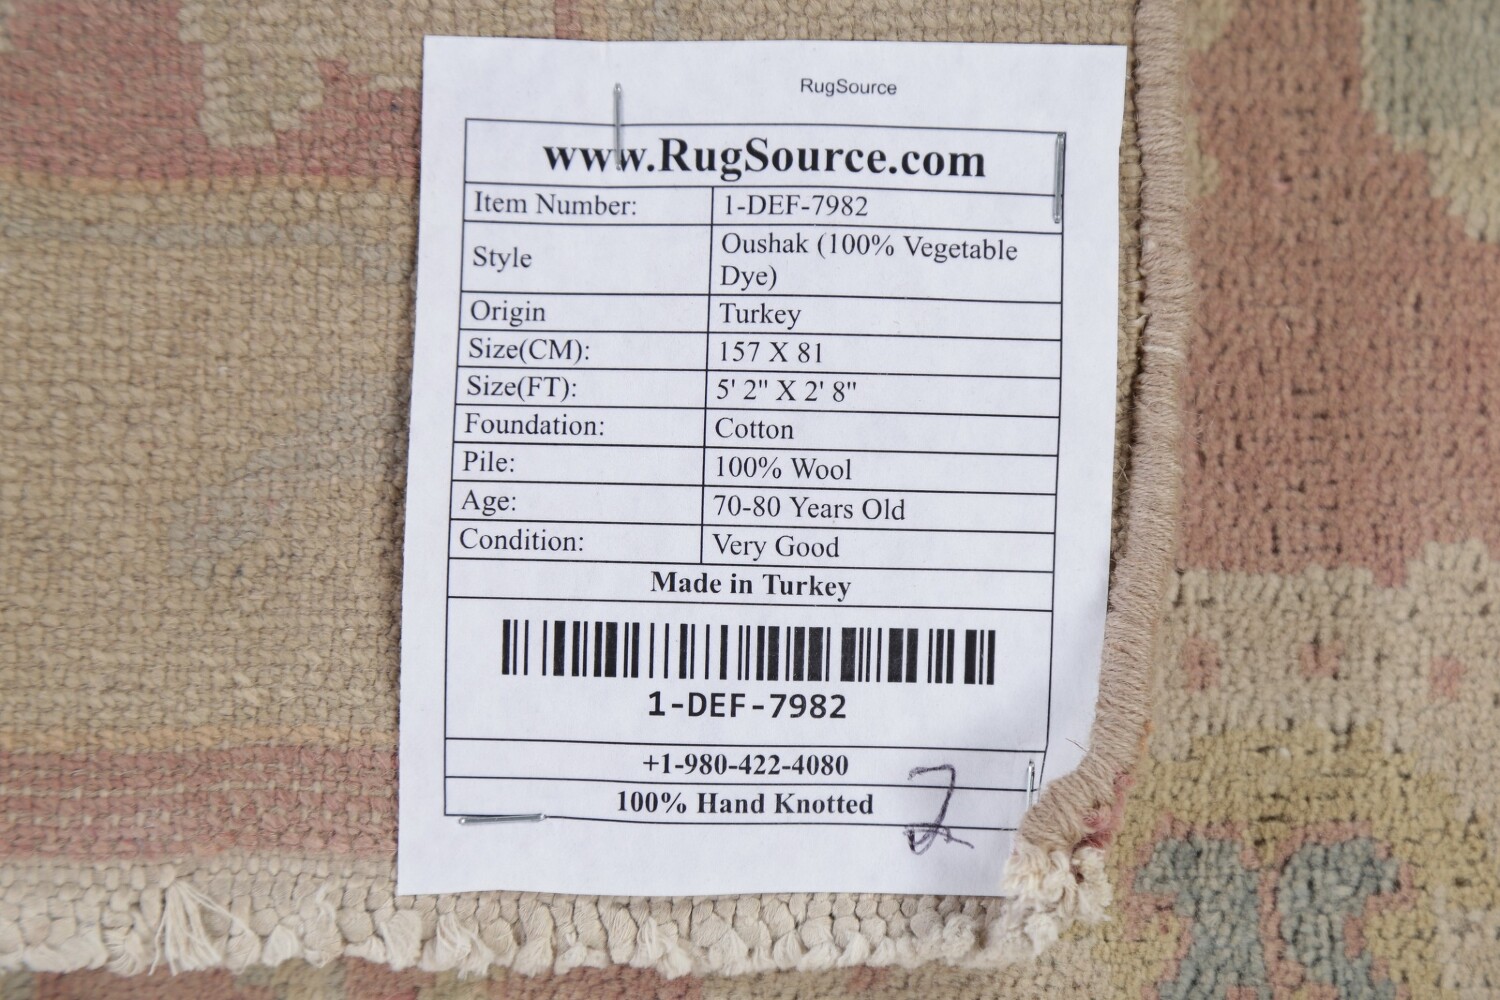 RugSource
www.RugSource.com
Item Number: 1-DEF-7982
Style Oushak (100% Vegetable
Dye)
Origin Turkey
Size(CM): 157 X 81
Size(FT): 5' 2" X 2' 8"
Foundation: Cotton
Pile: 100% Wool
Age: 70-80 Years Old
Condition: Very Good
Made in Turkey
1-DEF-7982
+1-980-422-4080
100% Hand Knotted
2